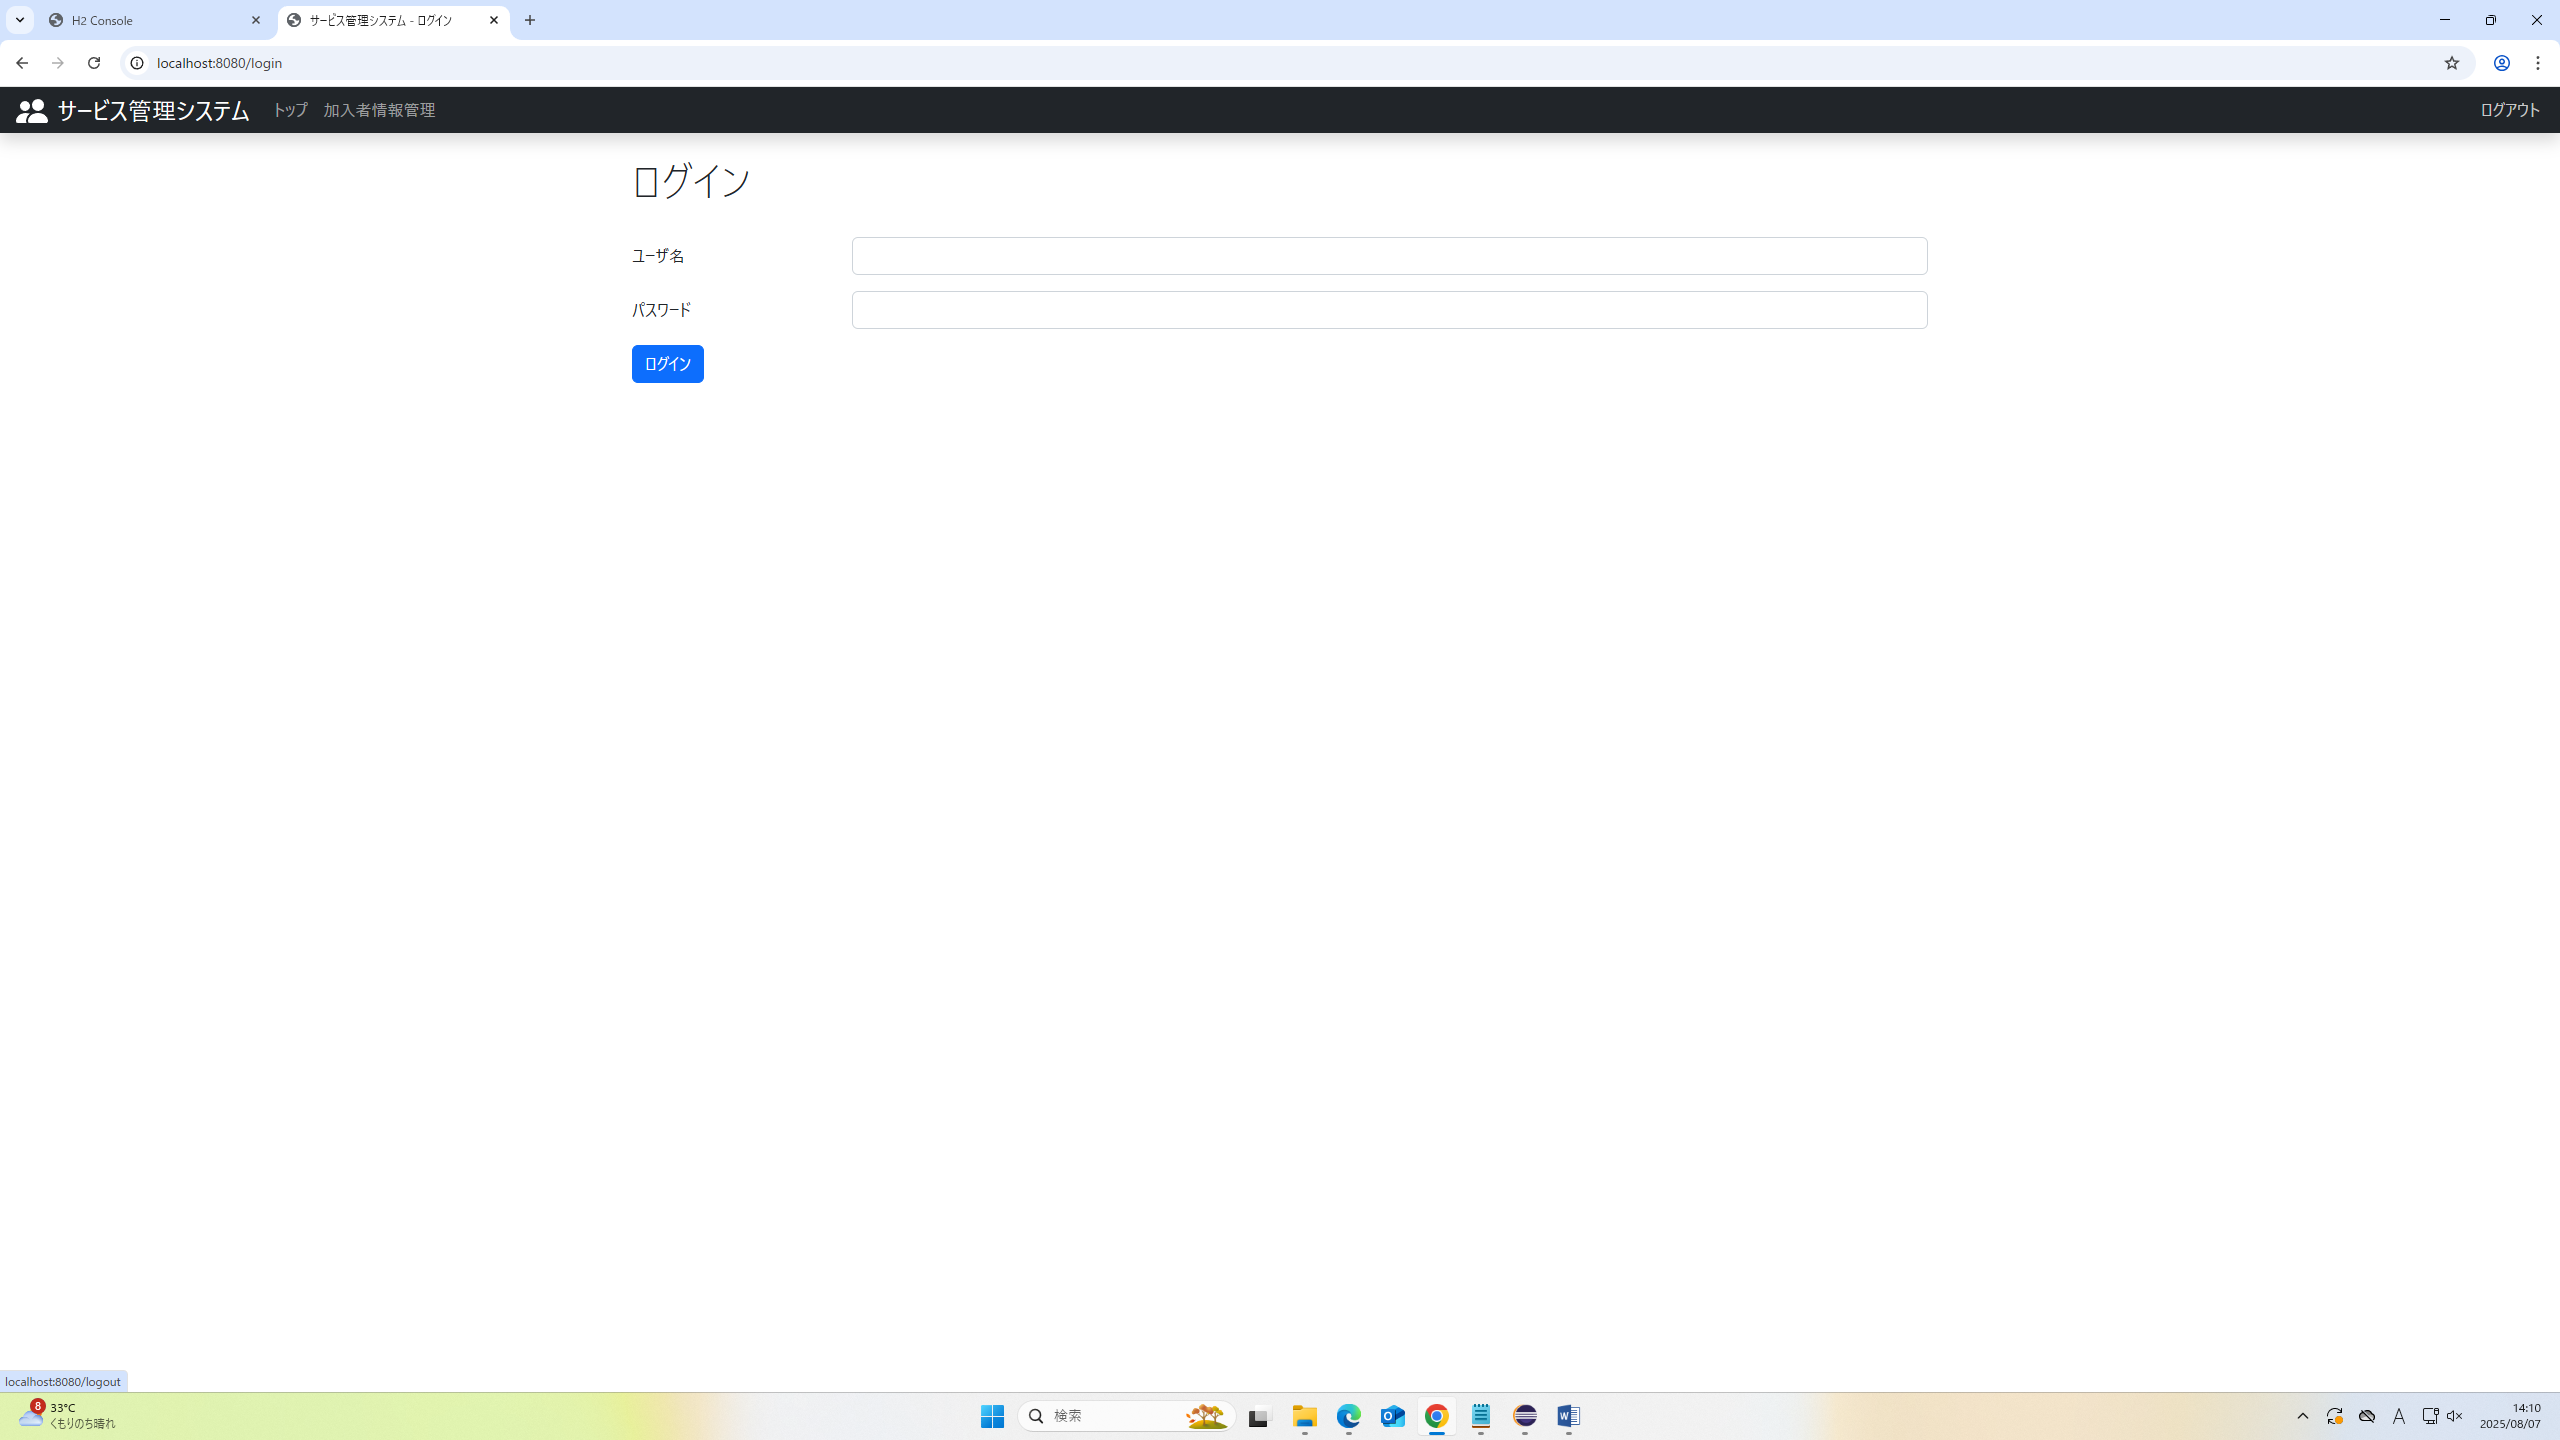 H2 Console
サービス管理システム - ログイン
localhost:8080/login
サービス管理システム トップ 加入者情報管理 ログアウト
ログイン
ユーザ名
パスワード
ログイン
localhost:8080/logout
8
33°C
くもりのち晴れ
検索
A
14:10
2025/08/07